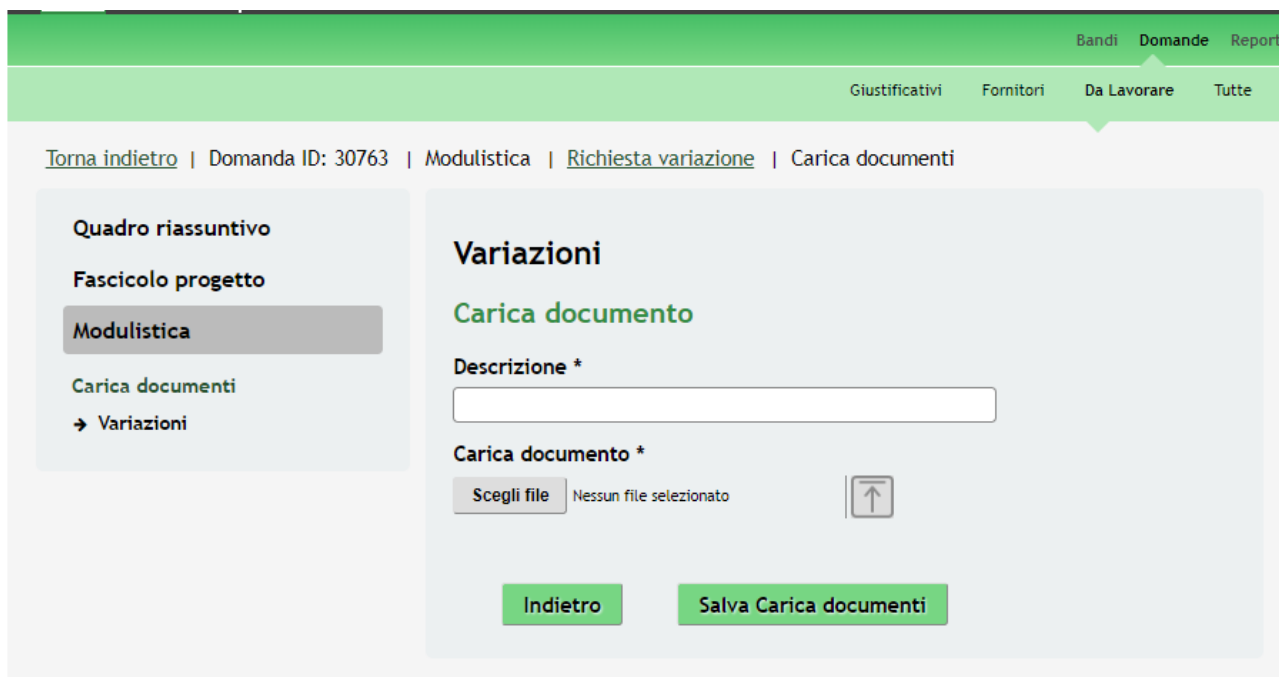 Bandi Domande Report
Giustificativi Fornitori Da Lavorare Tutte
Torna indietro | Domanda ID: 30763 | Modulistica | Richiesta variazione | Carica documenti
Quadro riassuntivo
Fascicolo progetto
Modulistica
Carica documenti
→ Variazioni
Variazioni
Carica documento
Descrizione *
Carica documento *
Scegli file Nessun file selezionato
Indietro Salva Carica documenti